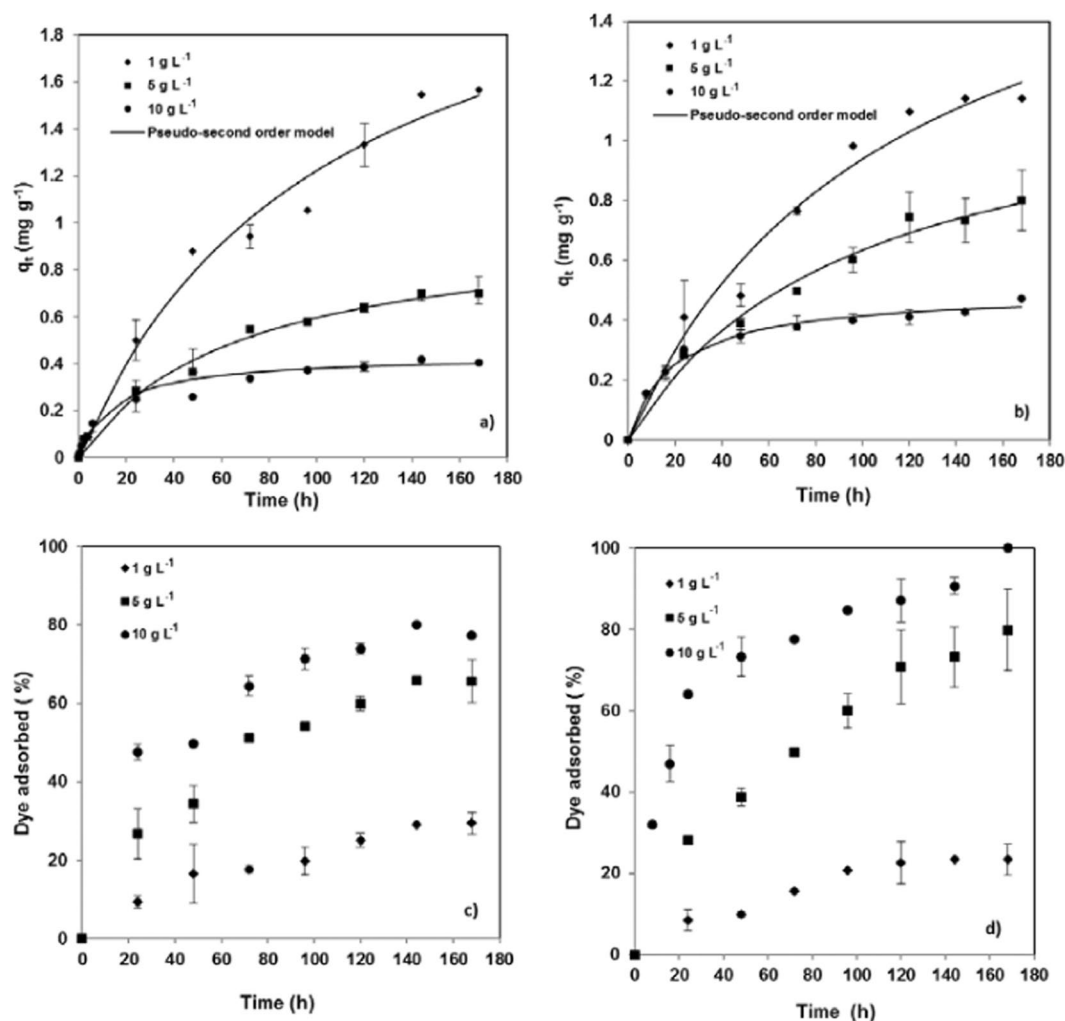 1.8
1.6
1.4
1.2
1
0.8
0.6
0.4
0.2
0
qt (mg g-1)
1 g L-1
5 g L-1
10 g L-1
Pseudo-second order model
a)
0 20 40 60 80 100 120 140 160 180
Time (h)
1.4
1.2
1
0.8
0.6
0.4
0.2
0
qt (mg g-1)
1 g L-1
5 g L-1
10 g L-1
Pseudo-second order model
b)
0 20 40 60 80 100 120 140 160 180
Time (h)
100
80
60
40
20
0
Dye adsorbed ( %)
1 g L-1
5 g L-1
10 g L-1
c)
0 20 40 60 80 100 120 140 160 180
Time (h)
100
80
60
40
20
0
Dye adsorbed ( %)
1 g L-1
5 g L-1
10 g L-1
d)
0 20 40 60 80 100 120 140 160 180
Time (h)